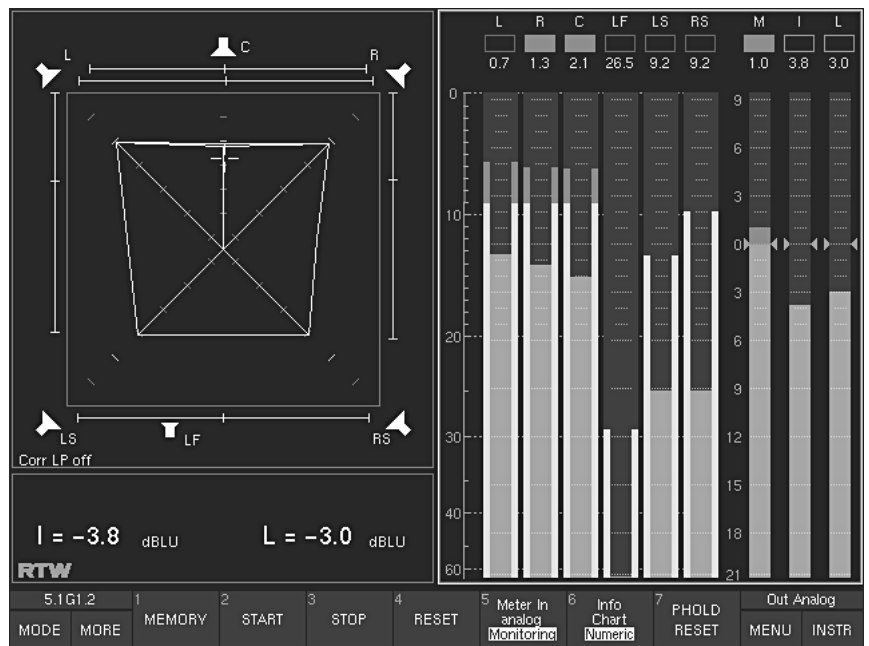 L R C LF LS RS M I L
0.7 1.3 2.1 26.5 9.2 9.2 1.0 3.8 3.0
C
L
R
0
10
20
30
40
60
9
6
3
0
3
6
9
12
15
18
21
LS
LF
RS
Corr LP off
I = −3.8 dBLU L = −3.0 dBLU
RTW
5.1G1.2
MODE MORE
1
MEMORY
2
START
3
STOP
4
RESET
5
Meter In
analog
Monitoring
6
Info
Chart
Numeric
7
PHOLD
RESET
Out Analog
MENU INSTR